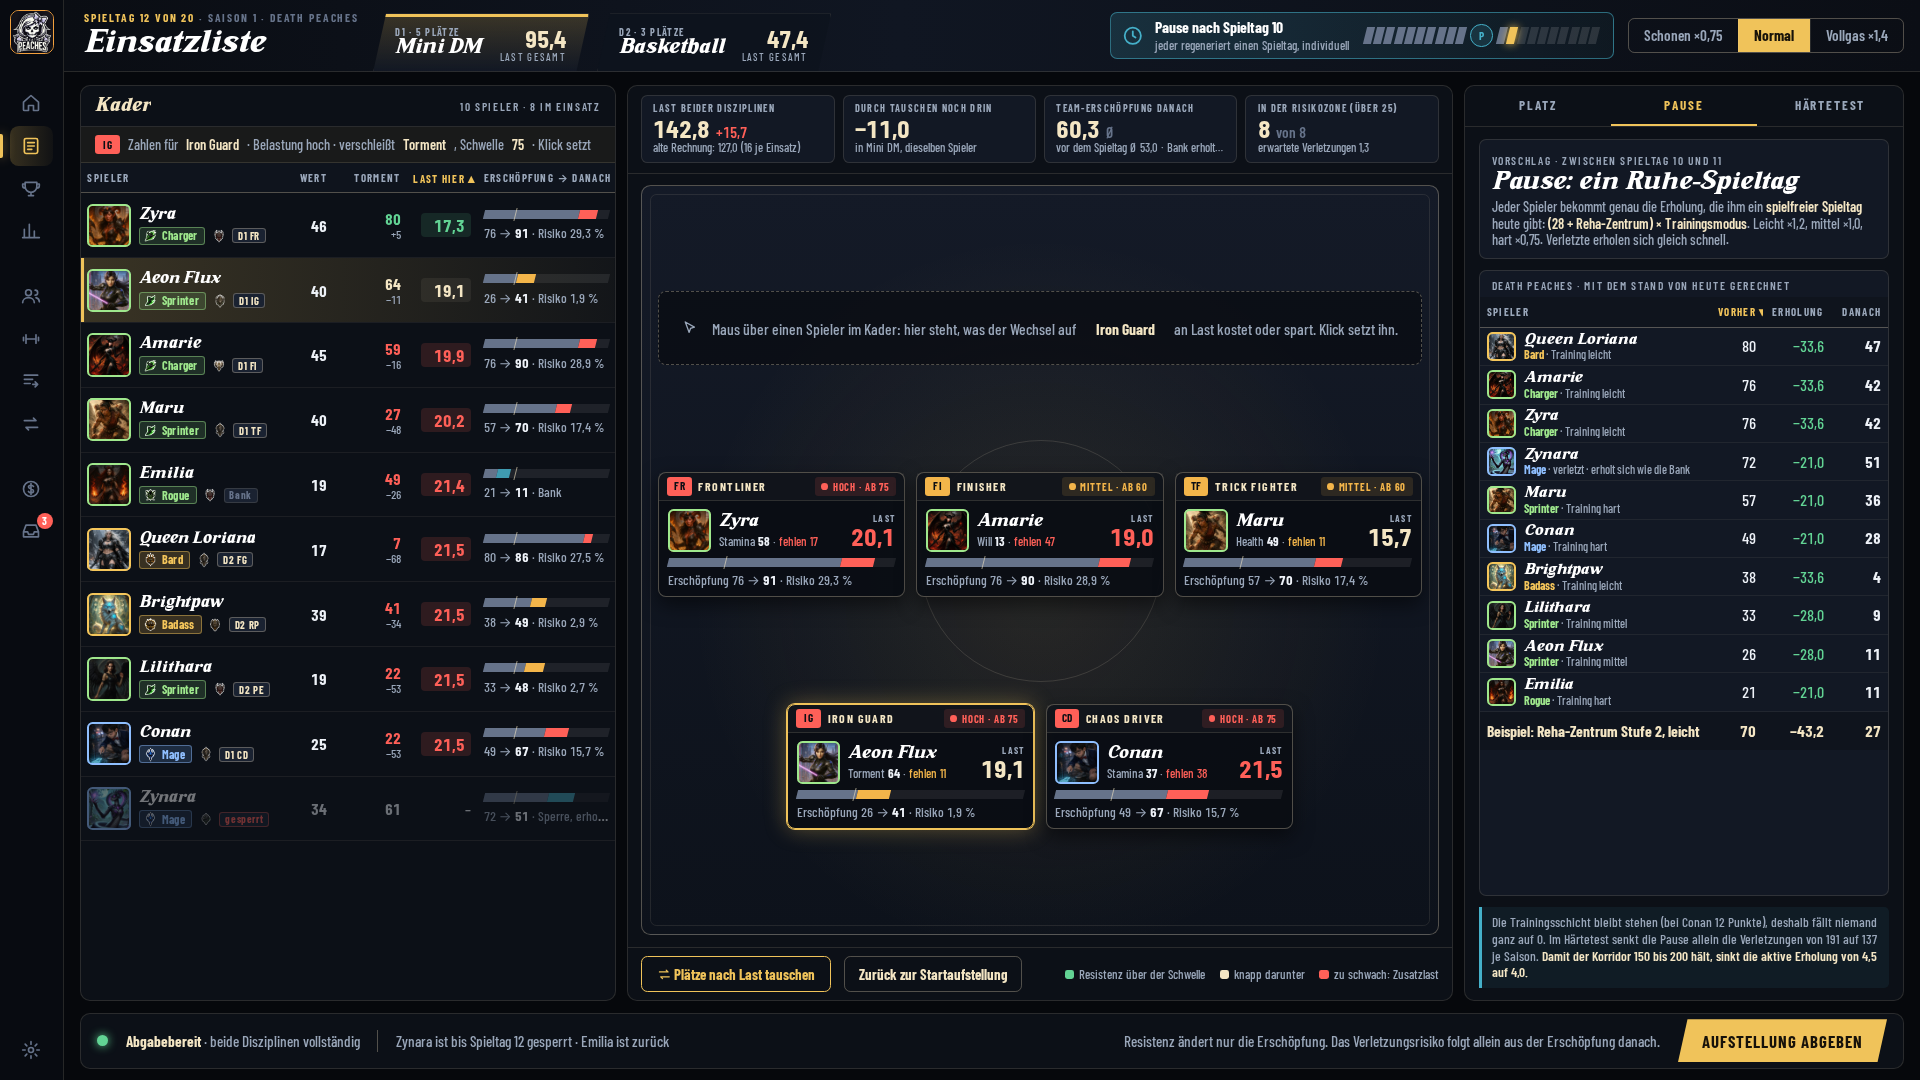 PEACHES
SPIELTAG 12 VON 20 · SAISON 1 · DEATH PEACHES
Einsatzliste
D1 · 5 PLÄTZE
Mini DM
95,4
LAST GESAMT
D2 · 3 PLÄTZE
Basketball
47,4
LAST GESAMT
Pause nach Spieltag 10
jeder regeneriert einen Spieltag, individuell
P
Schonen ×0,75
Normal
Vollgas ×1,4
3
Kader
10 SPIELER · 8 IM EINSATZ
IG Zahlen für Iron Guard · Belastung hoch · verschleißt Torment , Schwelle 75 · Klick setzt
SPIELER WERT TORMENT LAST HIER ▲ ERSCHÖPFUNG → DANACH
Zyra
Charger D1 FR
46
80
+5
17,3
76 → 91 · Risiko 29,3 %
Aeon Flux
Sprinter D1 IG
40
64
−11
19,1
26 → 41 · Risiko 1,9 %
Amarie
Charger D1 FI
45
59
−16
19,9
76 → 90 · Risiko 28,9 %
Maru
Sprinter D1 TF
40
27
−48
20,2
57 → 70 · Risiko 17,4 %
Emilia
Rogue Bank
19
49
−26
21,4
21 → 11 · Bank
Queen Loriana
Bard D2 FG
17
7
−68
21,5
80 → 86 · Risiko 27,5 %
Brightpaw
Badass D2 RP
39
41
−34
21,5
38 → 49 · Risiko 2,9 %
Lilithara
Sprinter D2 PE
19
22
−53
21,5
33 → 48 · Risiko 2,7 %
Conan
Mage D1 CD
25
22
−53
21,5
49 → 67 · Risiko 15,7 %
Zynara
Mage gesperrt
34
61
–
72 → 51 · Sperre, erho…
LAST BEIDER DISZIPLINEN
142,8 +15,7
alte Rechnung: 127,0 (16 je Einsatz)
DURCH TAUSCHEN NOCH DRIN
−11,0
in Mini DM, dieselben Spieler
TEAM-ERSCHÖPFUNG DANACH
60,3 Ø
vor dem Spieltag Ø 53,0 · Bank erholt…
IN DER RISIKOZONE (ÜBER 25)
8 von 8
erwartete Verletzungen 1,3
Maus über einen Spieler im Kader: hier steht, was der Wechsel auf Iron Guard an Last kostet oder spart. Klick setzt ihn.
FR FRONTLINER HOCH · AB 75
Zyra
Stamina 58 · fehlen 17
LAST
20,1
Erschöpfung 76 → 91 · Risiko 29,3 %
FI FINISHER MITTEL · AB 60
Amarie
Will 13 · fehlen 47
LAST
19,0
Erschöpfung 76 → 90 · Risiko 28,9 %
TF TRICK FIGHTER MITTEL · AB 60
Maru
Health 49 · fehlen 11
LAST
15,7
Erschöpfung 57 → 70 · Risiko 17,4 %
IG IRON GUARD HOCH · AB 75
Aeon Flux
Torment 64 · fehlen 11
LAST
19,1
Erschöpfung 26 → 41 · Risiko 1,9 %
CD CHAOS DRIVER HOCH · AB 75
Conan
Stamina 37 · fehlen 38
LAST
21,5
Erschöpfung 49 → 67 · Risiko 15,7 %
Plätze nach Last tauschen
Zurück zur Startaufstellung
Resistenz über der Schwelle
knapp darunter
zu schwach: Zusatzlast
PLATZ
PAUSE
HÄRTETEST
VORSCHLAG · ZWISCHEN SPIELTAG 10 UND 11
Pause: ein Ruhe-Spieltag
Jeder Spieler bekommt genau die Erholung, die ihm ein spielfreier Spieltag
heute gibt: (28 + Reha-Zentrum) × Trainingsmodus. Leicht ×1,2, mittel ×1,0,
hart ×0,75. Verletzte erholen sich gleich schnell.
DEATH PEACHES · MIT DEM STAND VON HEUTE GERECHNET
SPIELER VORHER ▼ ERHOLUNG DANACH
Queen Loriana
Bard · Training leicht
80 −33,6 47
Amarie
Charger · Training leicht
76 −33,6 42
Zyra
Charger · Training leicht
76 −33,6 42
Zynara
Mage · verletzt · erholt sich wie die Bank
72 −21,0 51
Maru
Sprinter · Training hart
57 −21,0 36
Conan
Mage · Training hart
49 −21,0 28
Brightpaw
Badass · Training leicht
38 −33,6 4
Lilithara
Sprinter · Training mittel
33 −28,0 9
Aeon Flux
Sprinter · Training mittel
26 −28,0 11
Emilia
Rogue · Training hart
21 −21,0 11
Beispiel: Reha-Zentrum Stufe 2, leicht 70 −43,2 27
Die Trainingsschicht bleibt stehen (bei Conan 12 Punkte), deshalb fällt niemand
ganz auf 0. Im Härtetest senkt die Pause allein die Verletzungen von 191 auf 137
je Saison. Damit der Korridor 150 bis 200 hält, sinkt die aktive Erholung von 4,5
auf 4,0.
Abgabebereit · beide Disziplinen vollständig
Zynara ist bis Spieltag 12 gesperrt · Emilia ist zurück
Resistenz ändert nur die Erschöpfung. Das Verletzungsrisiko folgt allein aus der Erschöpfung danach.
AUFSTELLUNG ABGEBEN